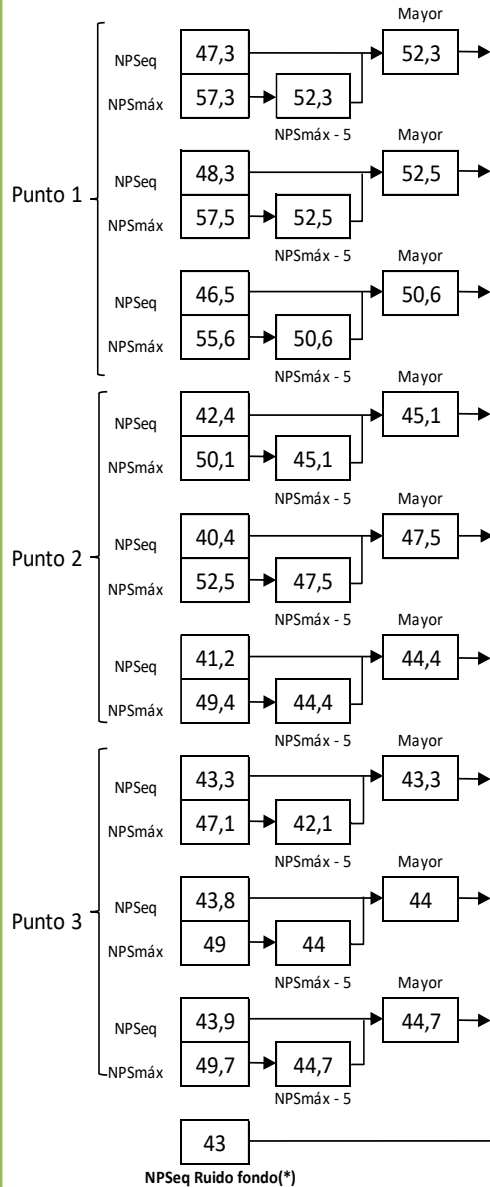 Mayor
NPSeq 47,3 52,3
NPSmáx 57,3 52,3
NPSmáx - 5 Mayor
Punto 1
NPSeq 48,3 52,5
NPSmáx 57,5 52,5
NPSmáx - 5 Mayor
NPSeq 46,5 50,6
NPSmáx 55,6 50,6
NPSmáx - 5 Mayor
NPSeq 42,4 45,1
NPSmáx 50,1 45,1
NPSmáx - 5 Mayor
Punto 2
NPSeq 40,4 47,5
NPSmáx 52,5 47,5
NPSmáx - 5 Mayor
NPSeq 41,2 44,4
NPSmáx 49,4 44,4
NPSmáx - 5 Mayor
NPSeq 43,3 43,3
NPSmáx 47,1 42,1
NPSmáx - 5 Mayor
Punto 3
NPSeq 43,8 44
NPSmáx 49 44
NPSmáx - 5 Mayor
NPSeq 43,9 44,7
NPSmáx 49,7 44,7
NPSmáx - 5
43
NPSeq Ruido fondo(*)